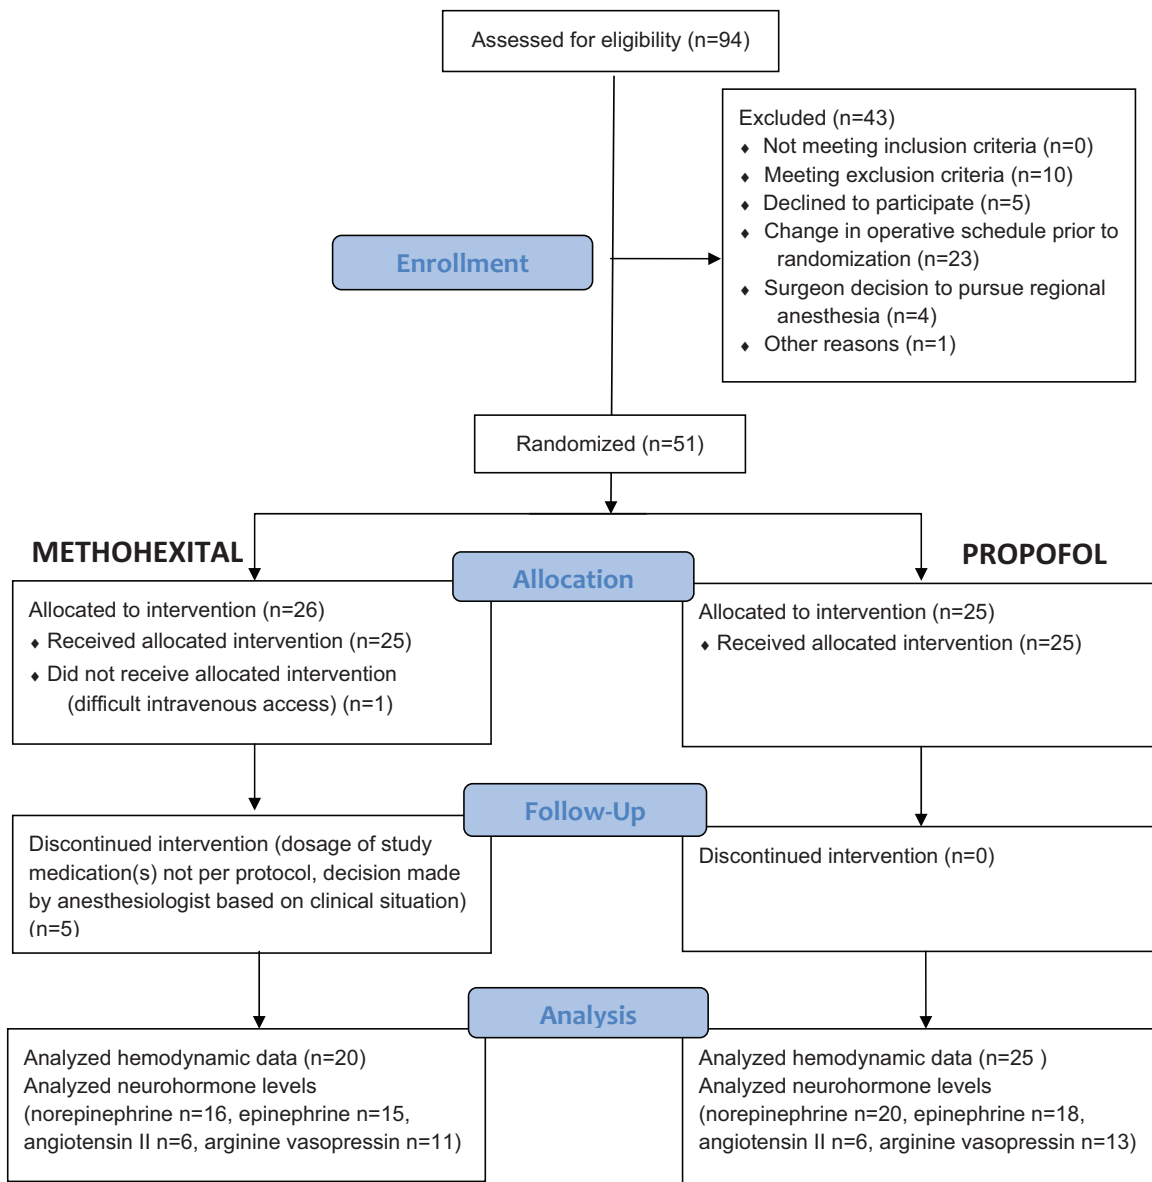 Assessed for eligibility (n=94)
Excluded (n=43)
♦ Not meeting inclusion criteria (n=0)
♦ Meeting exclusion criteria (n=10)
♦ Declined to participate (n=5)
♦ Change in operative schedule prior to
randomization (n=23)
♦ Surgeon decision to pursue regional
anesthesia (n=4)
♦ Other reasons (n=1)
Enrollment
Randomized (n=51)
METHOHEXITAL
PROPOFOL
Allocation
Allocated to intervention (n=26)
♦ Received allocated intervention (n=25)
♦ Did not receive allocated intervention
(difficult intravenous access) (n=1)
Allocated to intervention (n=25)
♦ Received allocated intervention (n=25)
Follow-Up
Discontinued intervention (dosage of study
medication(s) not per protocol, decision made
by anesthesiologist based on clinical situation)
(n=5)
Discontinued intervention (n=0)
Analysis
Analyzed hemodynamic data (n=20)
Analyzed neurohormone levels
(norepinephrine n=16, epinephrine n=15,
angiotensin II n=6, arginine vasopressin n=11)
Analyzed hemodynamic data (n=25 )
Analyzed neurohormone levels
(norepinephrine n=20, epinephrine n=18,
angiotensin II n=6, arginine vasopressin n=13)